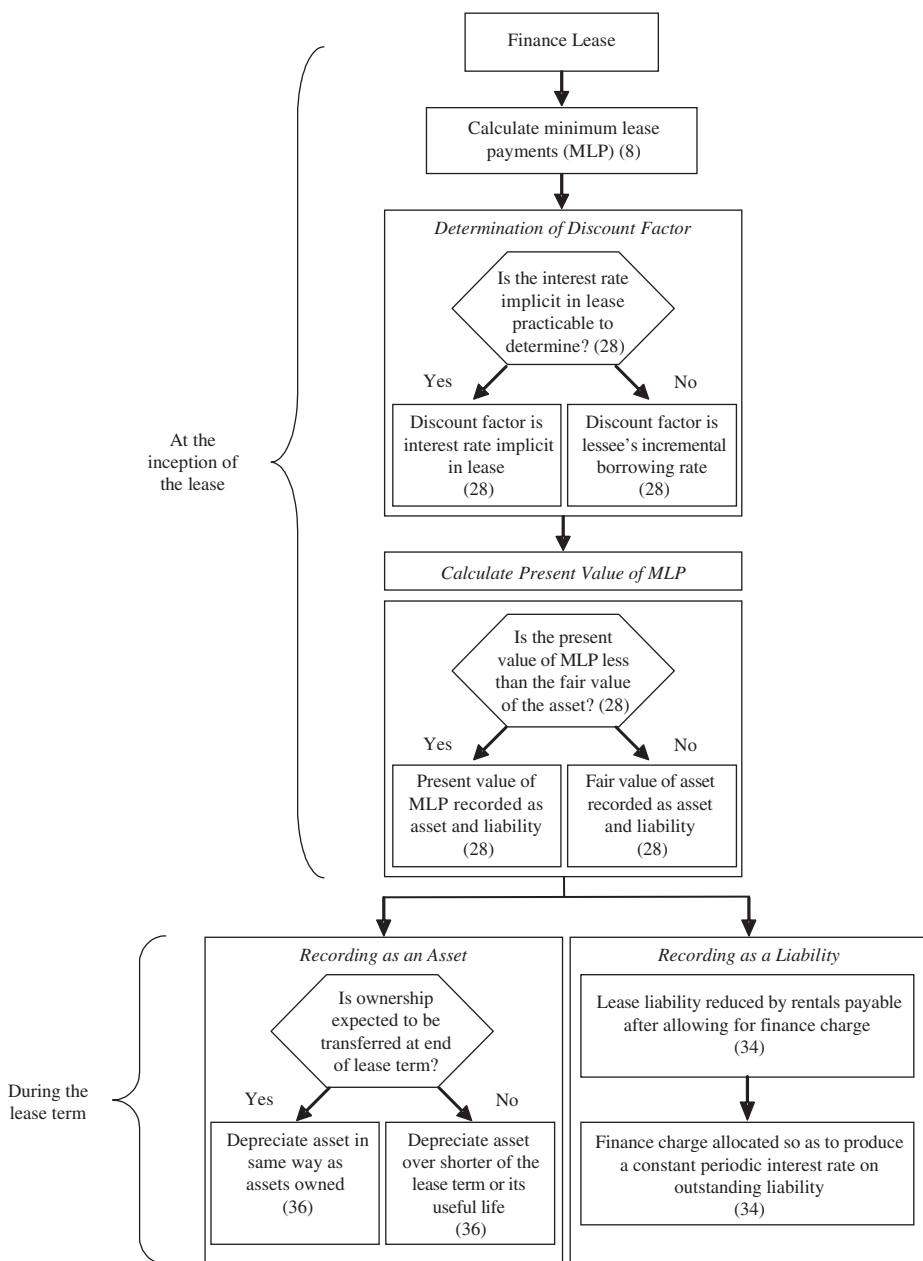 Finance Lease
Calculate minimum lease
payments (MLP) (8)
Determination of Discount Factor
Is the interest rate
implicit in lease
practicable to
determine? (28)
Yes
No
Discount factor is
interest rate implicit
in lease
(28)
Discount factor is
lessee's incremental
borrowing rate
(28)
At the
inception of
the lease
Calculate Present Value of MLP
Is the present
value of MLP less
than the fair value
of the asset? (28)
Yes
No
Present value of
MLP recorded as
asset and liability
(28)
Fair value of asset
recorded as asset
and liability
(28)
During the
lease term
Recording as an Asset
Is ownership
expected to be
transferred at end
of lease term?
Yes
No
Depreciate asset in
same way as
assets owned
(36)
Depreciate asset
over shorter of the
lease term or its
useful life
(36)
Recording as a Liability
Lease liability reduced by rentals payable
after allowing for finance charge
(34)
Finance charge allocated so as to produce
a constant periodic interest rate on
outstanding liability
(34)